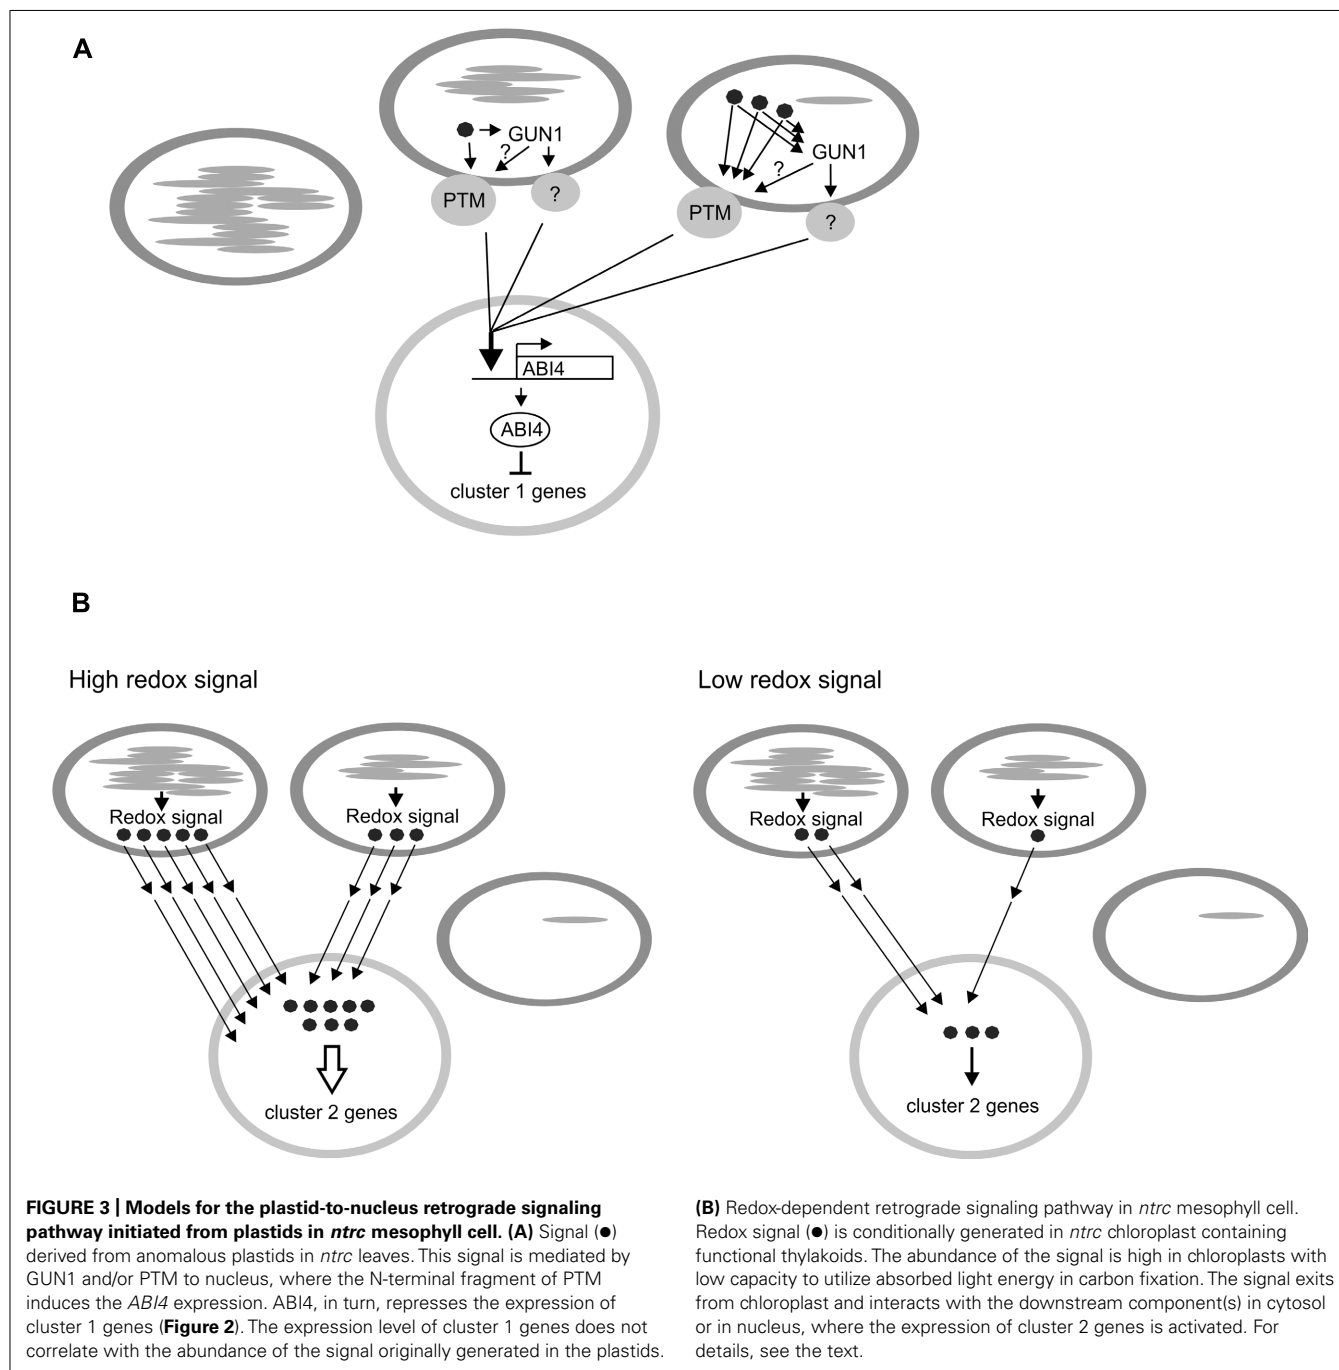 A
GUN1
?
PTM
?
GUN1
?
PTM
?
ABI4
ABI4
cluster 1 genes
B
High redox signal
Low redox signal
Redox signal
Redox signal
Redox signal
Redox signal
cluster 2 genes
cluster 2 genes
FIGURE 3 | Models for the plastid-to-nucleus retrograde signaling
pathway initiated from plastids in ntrc mesophyll cell. (A) Signal (●)
derived from anomalous plastids in ntrc leaves. This signal is mediated by
GUN1 and/or PTM to nucleus, where the N-terminal fragment of PTM
induces the ABI4 expression. ABI4, in turn, represses the expression of
cluster 1 genes (Figure 2). The expression level of cluster 1 genes does not
correlate with the abundance of the signal originally generated in the plastids.
(B) Redox-dependent retrograde signaling pathway in ntrc mesophyll cell.
Redox signal (●) is conditionally generated in ntrc chloroplast containing
functional thylakoids. The abundance of the signal is high in chloroplasts with
low capacity to utilize absorbed light energy in carbon fixation. The signal exits
from chloroplast and interacts with the downstream component(s) in cytosol
or in nucleus, where the expression of cluster 2 genes is activated. For
details, see the text.